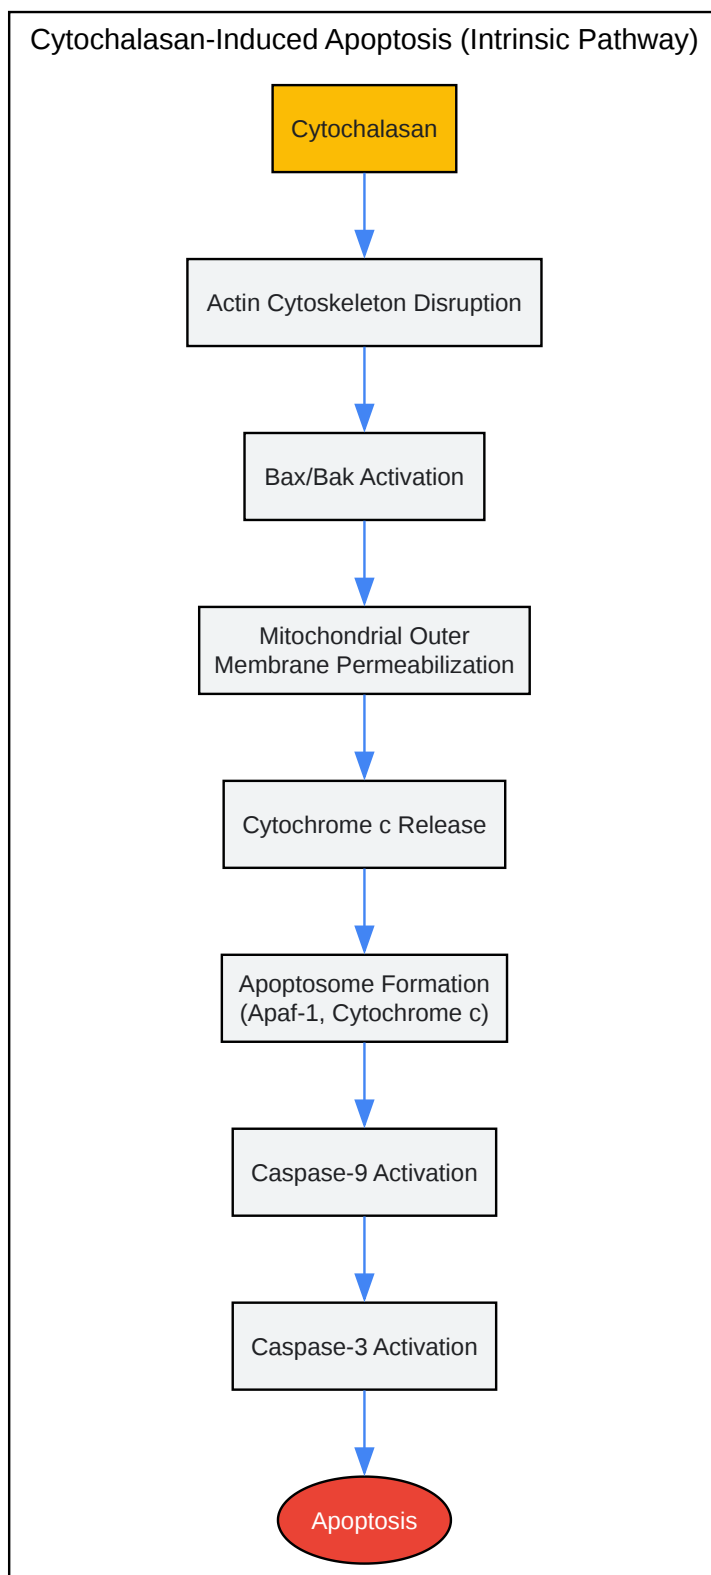 Cytochalasan-Induced Apoptosis (Intrinsic Pathway)
Cytochalasan
Actin Cytoskeleton Disruption
Bax/Bak Activation
Mitochondrial Outer
Membrane Permeabilization
Cytochrome c Release
Apoptosome Formation
(Apaf-1, Cytochrome c)
Caspase-9 Activation
Caspase-3 Activation
Apoptosis